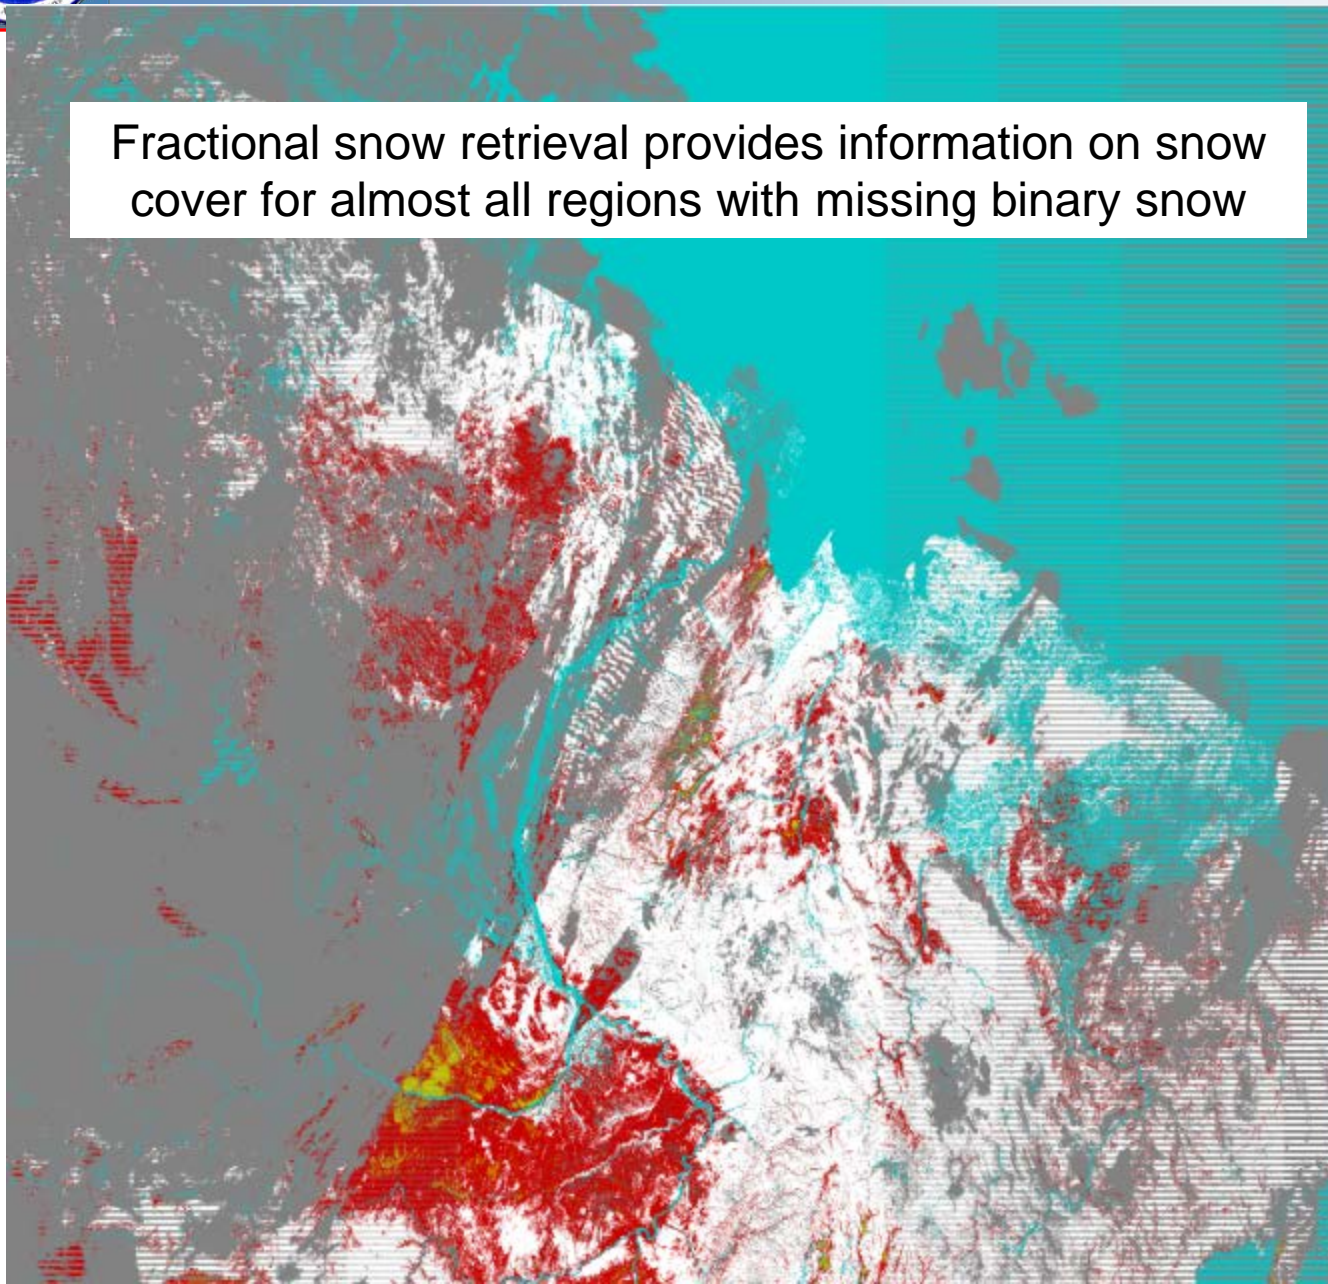 Fractional snow retrieval provides information on snow
cover for almost all regions with missing binary snow